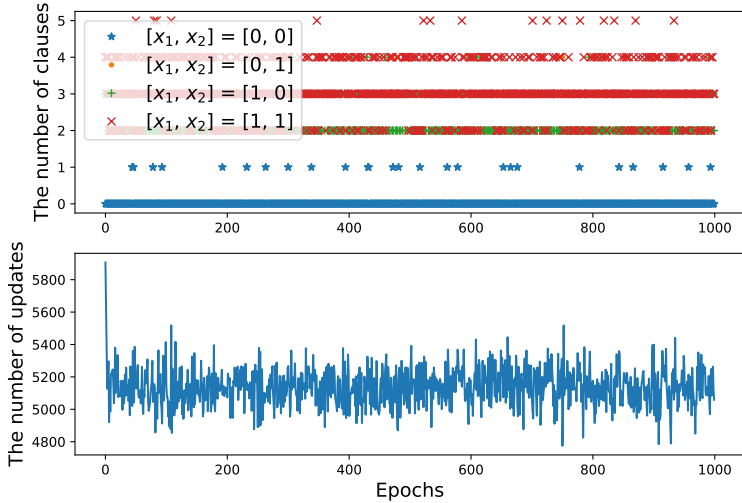 The number of clauses
5
4
3
2
1
0
[x₁, x₂] = [0, 0]
[x₁, x₂] = [0, 1]
[x₁, x₂] = [1, 0]
[x₁, x₂] = [1, 1]
0 200 400 600 800 1000
The number of updates
5800
5600
5400
5200
5000
4800
0 200 400 600 800 1000
Epochs